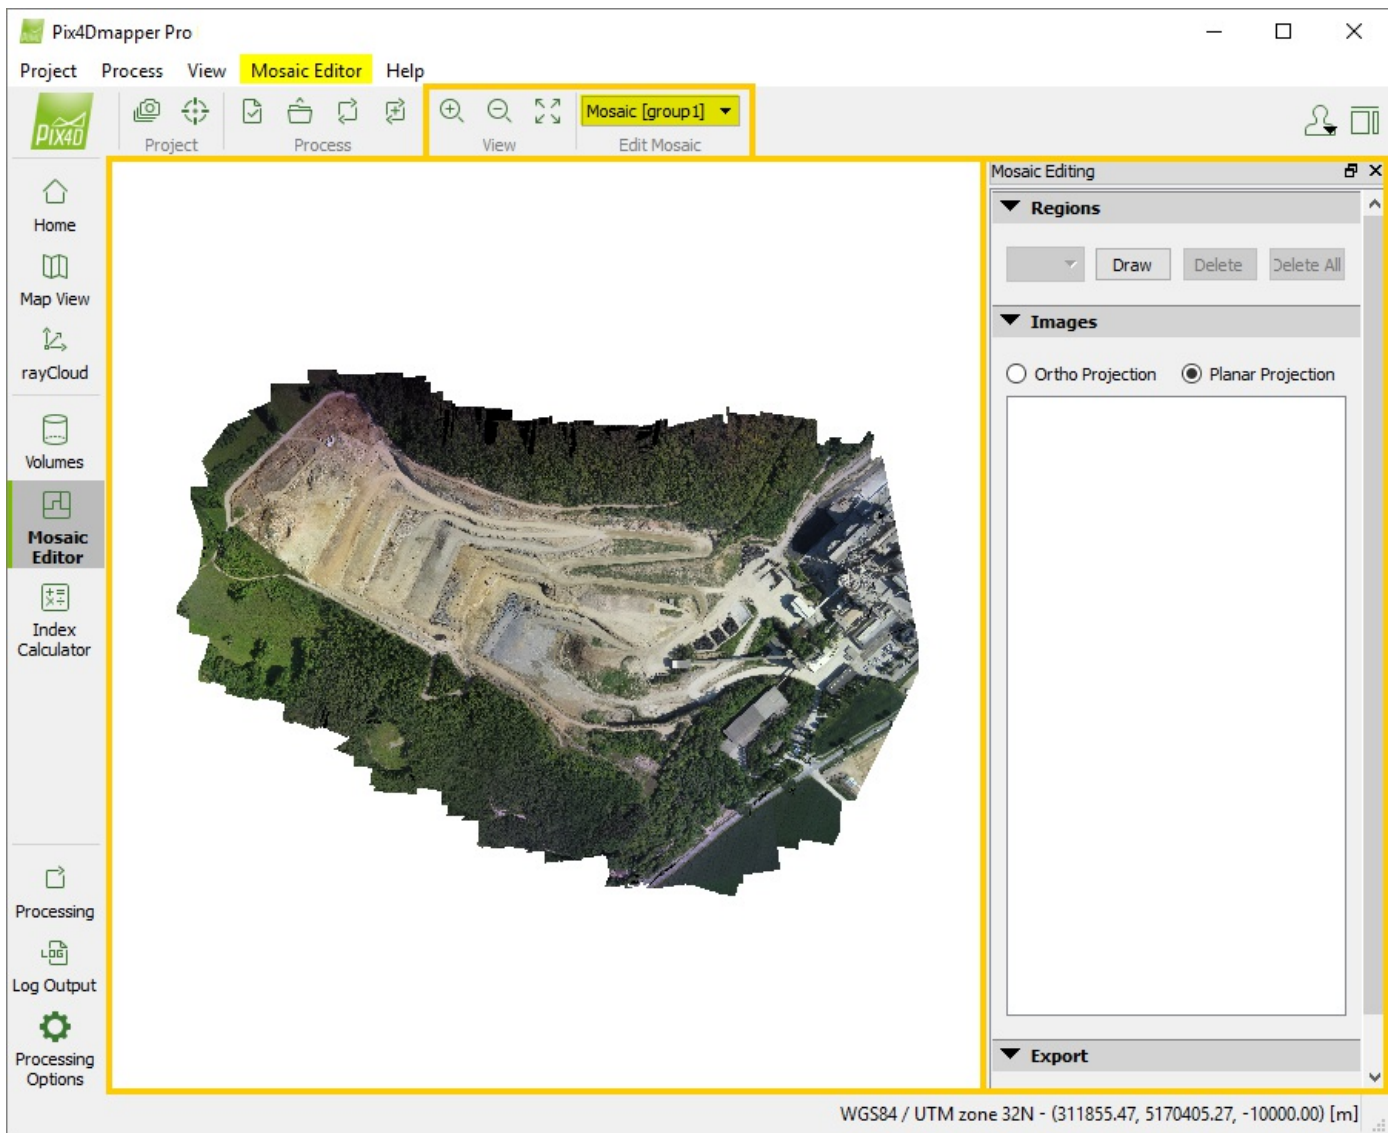 Pix4Dmapper Pro
Project Process View Mosaic Editor Help
PIX4D
Mosaic [group1]
Project Process View Edit Mosaic
Home
Map View
rayCloud
Volumes
Mosaic
Editor
Index
Calculator
Processing
Log Output
LOG
Processing
Options
Mosaic Editing
Regions
Draw Delete Delete All
Images
Ortho Projection Planar Projection
Export
WGS84 / UTM zone 32N - (311855.47, 5170405.27, -10000.00) [m]